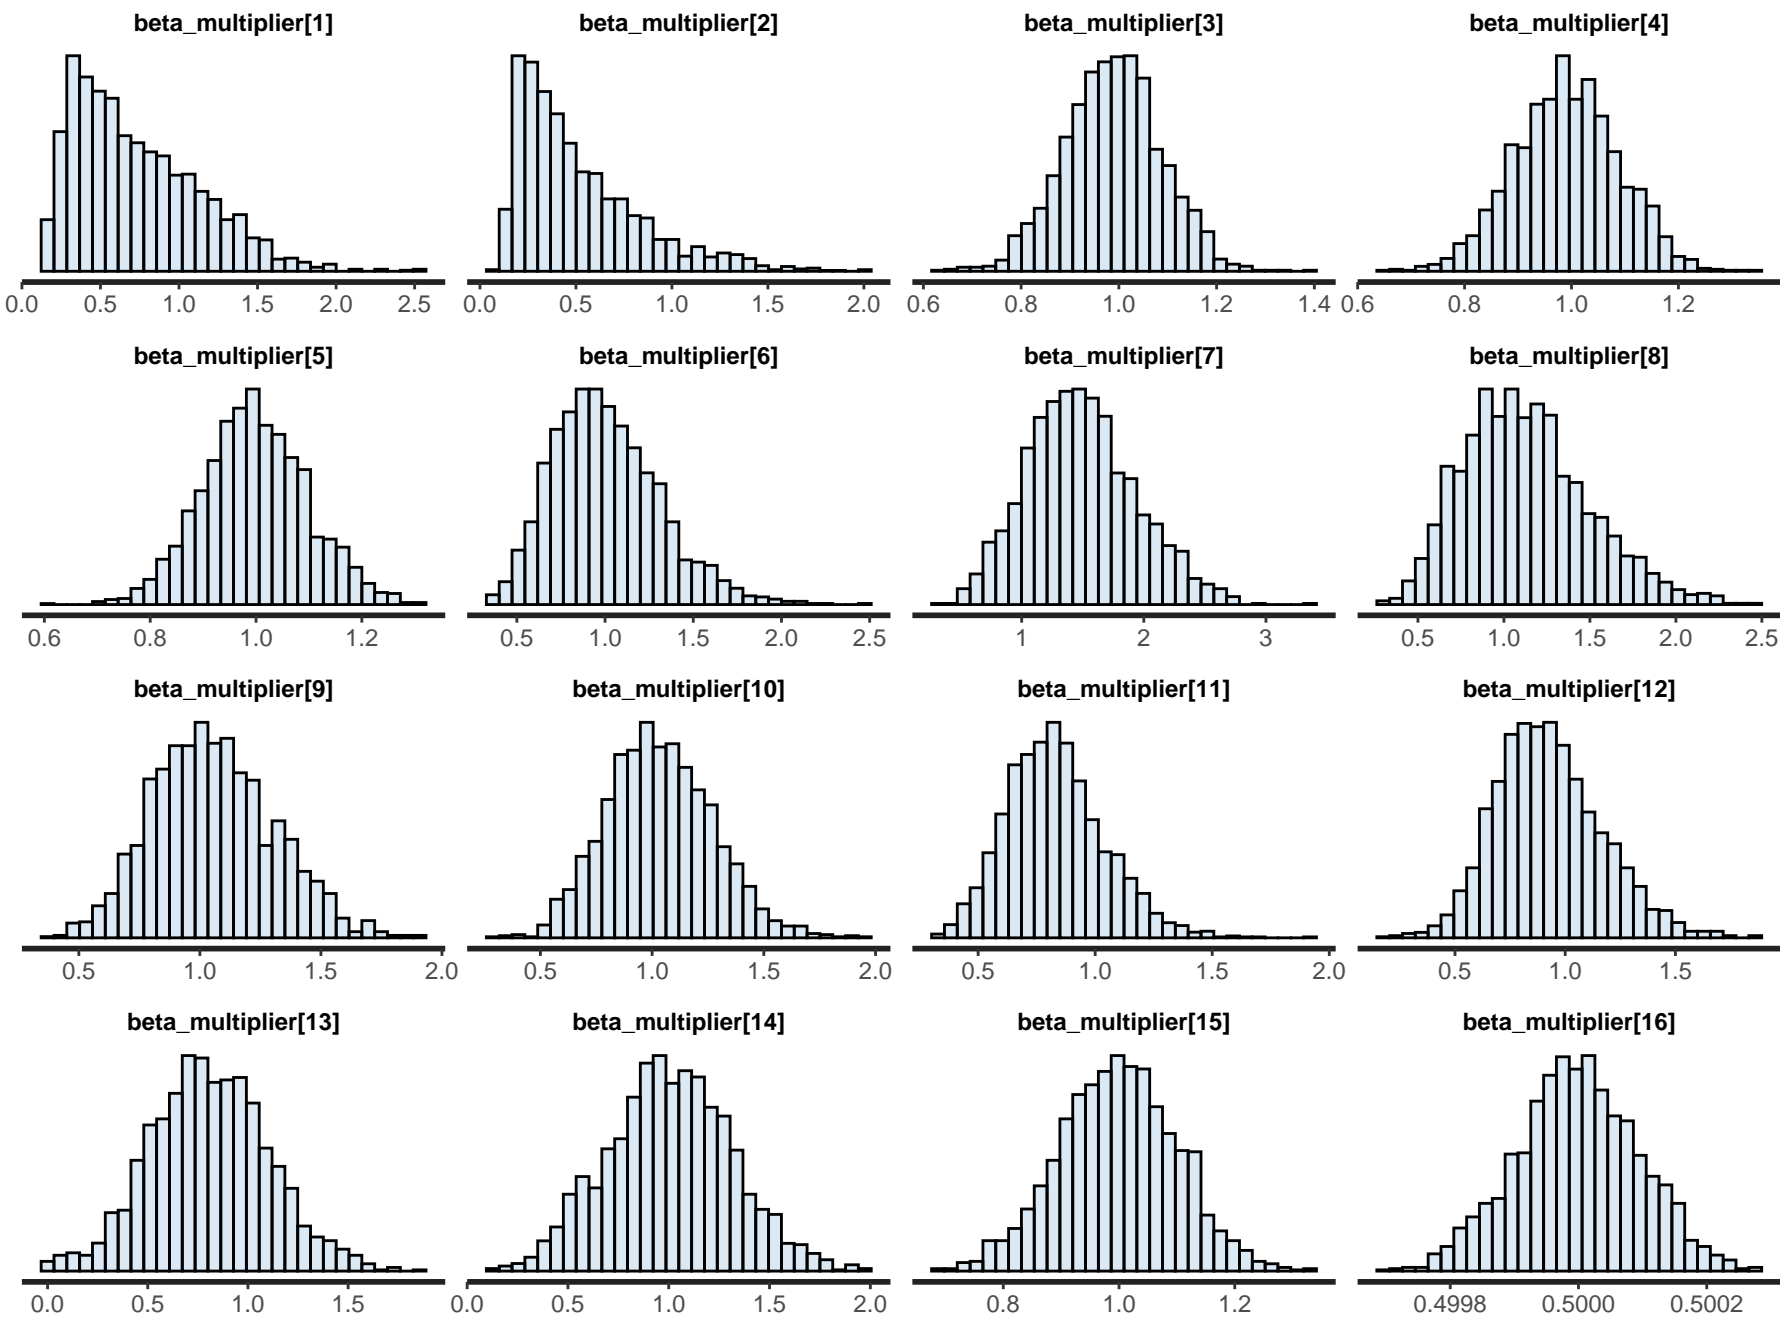 beta_multiplier[1] beta_multiplier[2] beta_multiplier[3] beta_multiplier[4]
0.0 0.5 1.0 1.5 2.0 2.5 0.0 0.5 1.0 1.5 2.0 0.6 0.8 1.0 1.2 1.4 0.6 0.8 1.0 1.2
beta_multiplier[5] beta_multiplier[6] beta_multiplier[7] beta_multiplier[8]
0.6 0.8 1.0 1.2 0.5 1.0 1.5 2.0 2.5 1 2 3 0.5 1.0 1.5 2.0 2.5
beta_multiplier[9] beta_multiplier[10] beta_multiplier[11] beta_multiplier[12]
0.5 1.0 1.5 2.0 0.5 1.0 1.5 2.0 0.5 1.0 1.5 2.0 0.5 1.0 1.5
beta_multiplier[13] beta_multiplier[14] beta_multiplier[15] beta_multiplier[16]
0.0 0.5 1.0 1.5 0.0 0.5 1.0 1.5 2.0 0.8 1.0 1.2 0.4998 0.5000 0.5002